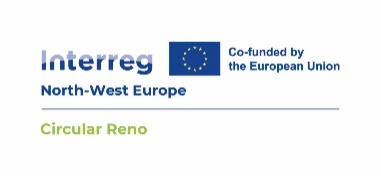 Interreg
Co-funded by
the European Union
North-West Europe
Circular Reno